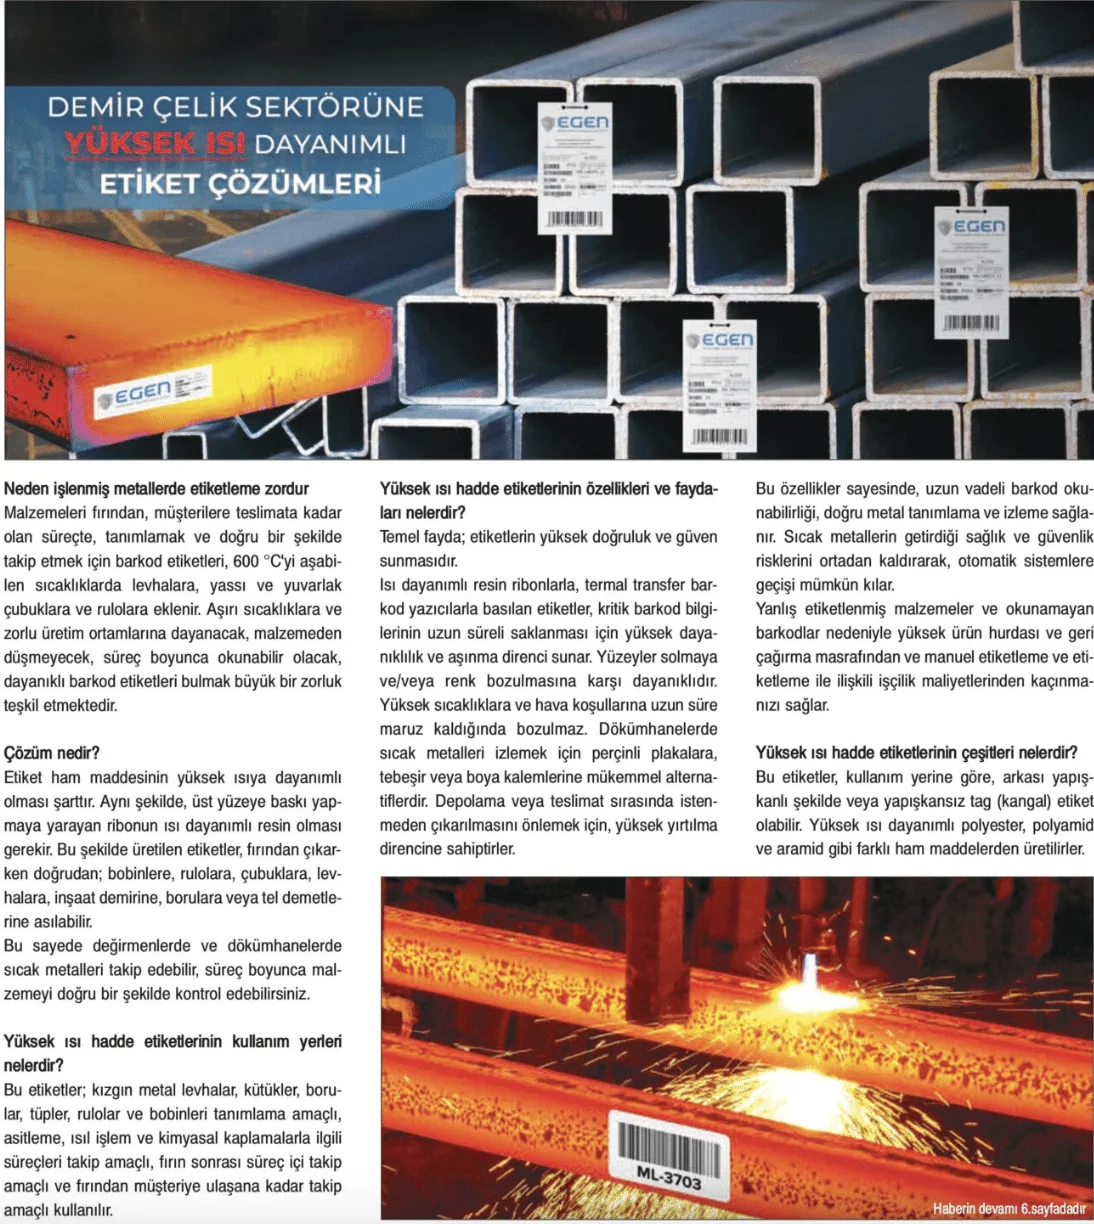 DEMİR ÇELİK SEKTÖRÜNE
YÜKSEK ISI DAYANIMLI
ETİKET ÇÖZÜMLERİ
EGEN
EGEN
EGEN
EGEN
Neden işlenmiş metallerde etiketleme zordur
Malzemeleri fırından, müşterilere teslimata kadar
olan süreçte, tanımlamak ve doğru bir şekilde
takip etmek için barkod etiketleri, 600 °C'yi aşabi-
len sıcaklıklarda levhalara, yassı ve yuvarlak
çubuklara ve rulolara eklenir. Aşırı sıcaklıklara ve
zorlu üretim ortamlarına dayanacak, malzemeden
düşmeyecek, süreç boyunca okunabilir olacak,
dayanıklı barkod etiketleri bulmak büyük bir zorluk
teşkil etmektedir.
Çözüm nedir?
Etiket ham maddesinin yüksek ısıya dayanımlı
olması şarttır. Aynı şekilde, üst yüzeye baskı yap-
maya yarayan ribonun ısı dayanımlı resin olması
gerekir. Bu şekilde üretilen etiketler, fırından çıkar-
ken doğrudan; bobinlere, rulolara, çubuklara, lev-
halara, inşaat demirine, borulara veya tel demetle-
rine asılabilir.
Bu sayede değirmenlerde ve dökümhanelerde
sıcak metalleri takip edebilir, süreç boyunca mal-
zemeyi doğru bir şekilde kontrol edebilirsiniz.
Yüksek ısı hadde etiketlerinin kullanım yerleri
nelerdir?
Bu etiketler; kızgın metal levhalar, kütükler, boru-
lar, tüpler, rulolar ve bobinleri tanımlama amaçlı,
asitleme, ısıl işlem ve kimyasal kaplamalarla ilgili
süreçleri takip amaçlı, fırın sonrası süreç içi takip
amaçlı ve fırından müşteriye ulaşana kadar takip
amaçlı kullanılır.
Yüksek ısı hadde etiketlerinin özellikleri ve fayda-
ları nelerdir?
Temel fayda; etiketlerin yüksek doğruluk ve güven
sunmasıdır.
Isı dayanımlı resin ribonlarla, termal transfer bar-
kod yazıcılarla basılan etiketler, kritik barkod bilgi-
lerinin uzun süreli saklanması için yüksek daya-
nıklılık ve aşınma direnci sunar. Yüzeyler solmaya
ve/veya renk bozulmasına karşı dayanıklıdır.
Yüksek sıcaklıklara ve hava koşullarına uzun süre
maruz kaldığında bozulmaz. Dökümhanelerde
sıcak metalleri izlemek için perçinli plakalara,
tebeşir veya boya kalemlerine mükemmel alterna-
tiflerdir. Depolama veya teslimat sırasında isten-
meden çıkarılmasını önlemek için, yüksek yırtılma
direncine sahiptirler.
Bu özellikler sayesinde, uzun vadeli barkod oku-
nabilirliği, doğru metal tanımlama ve izleme sağla-
nır. Sıcak metallerin getirdiği sağlık ve güvenlik
risklerini ortadan kaldırarak, otomatik sistemlere
geçişi mümkün kılar.
Yanlış etiketlenmiş malzemeler ve okunamayan
barkodlar nedeniyle yüksek ürün hurdası ve geri
çağırma masrafından ve manuel etiketleme ve eti-
ketleme ile ilişkili işçilik maliyetlerinden kaçınma-
nızı sağlar.
Yüksek ısı hadde etiketlerinin çeşitleri nelerdir?
Bu etiketler, kullanım yerine göre, arkası yapış-
kanlı şekilde veya yapışkansız tag (kangal) etiket
olabilir. Yüksek ısı dayanımlı polyester, polyamid
ve aramid gibi farklı ham maddelerden üretilirler.
ML-3703
Haberin devamı 6.sayfadadır